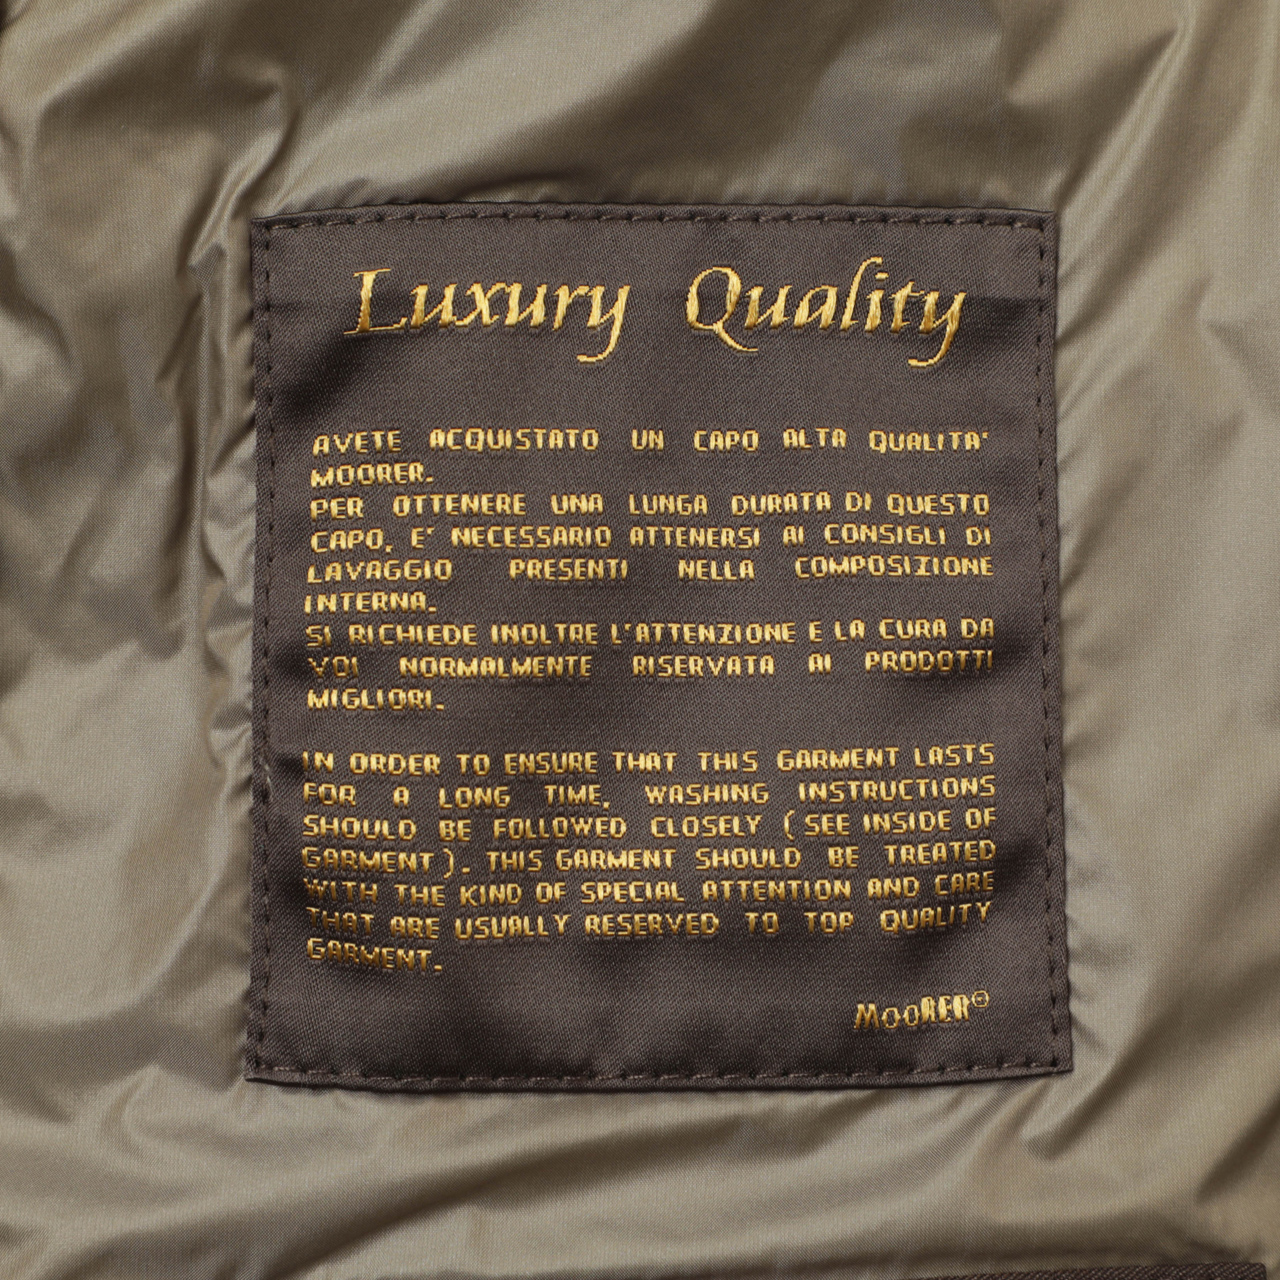 Luxury Quality
AVETE ACQUISTATO UN CAPO ALTA QUALITA'
MOORER.
PER OTTENERE UNA LUNGA DURATA DI QUESTO
CAPO, E' NECESSARIO ATTENERSI AI CONSIGLI DI
LAVAGGIO PRESENTI NELLA COMPOSIZIONE
INTERNA.
SI RICHIEDE INOLTRE L'ATTENZIONE E LA CURA DA
VOI NORMALMENTE RISERVATA AI PRODOTTI
MIGLIORI.
IN ORDER TO ENSURE THAT THIS GARMENT LASTS
FOR A LONG TIME, WASHING INSTRUCTIONS
SHOULD BE FOLLOWED CLOSELY ( SEE INSIDE OF
GARMENT ). THIS GARMENT SHOULD BE TREATED
WITH THE KIND OF SPECIAL ATTENTION AND CARE
THAT ARE USUALLY RESERVED TO TOP QUALITY
GARMENT.
MOORER®